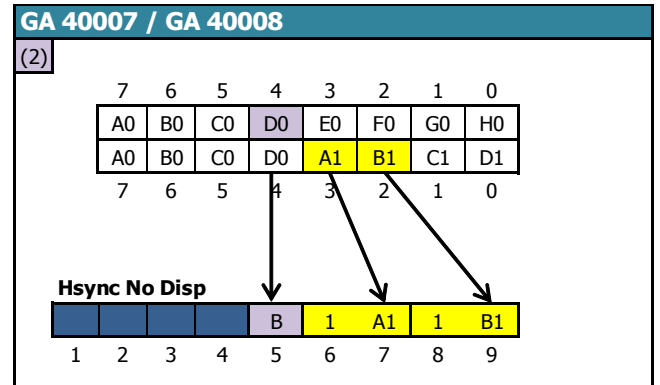 GA 40007 / GA 40008
(2)
7 6 5 4 3 2 1 0
A0 B0 C0 D0 E0 F0 G0 H0
A0 B0 C0 D0 A1 B1 C1 D1
7 6 5 4 3 2 1 0
Hsync No Disp
B 1 A1 1 B1
1 2 3 4 5 6 7 8 9